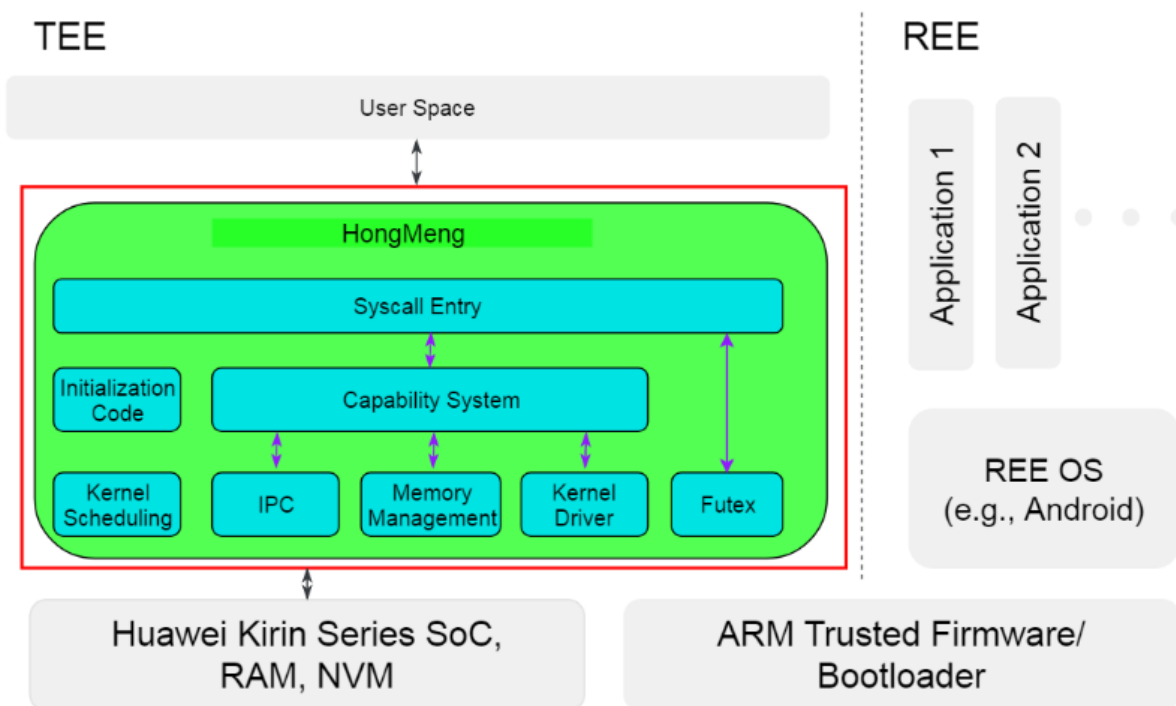 TEE
REE
User Space
HongMeng
Syscall Entry
Initialization
Code
Capability System
Kernel
Scheduling
IPC
Memory
Management
Kernel
Driver
Futex
Application 1
Application 2
REE OS
(e.g., Android)
Huawei Kirin Series SoC,
RAM, NVM
ARM Trusted Firmware/
Bootloader